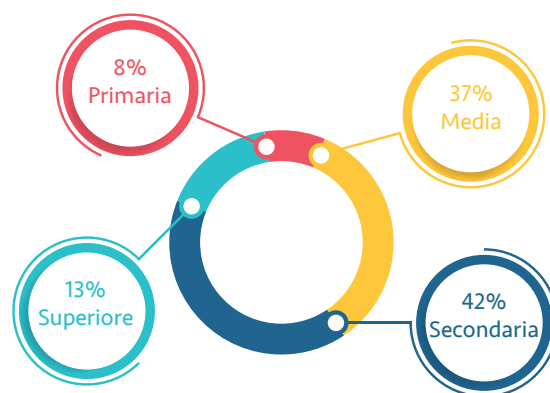 8%
Primaria
37%
Media
13%
Superiore
42%
Secondaria